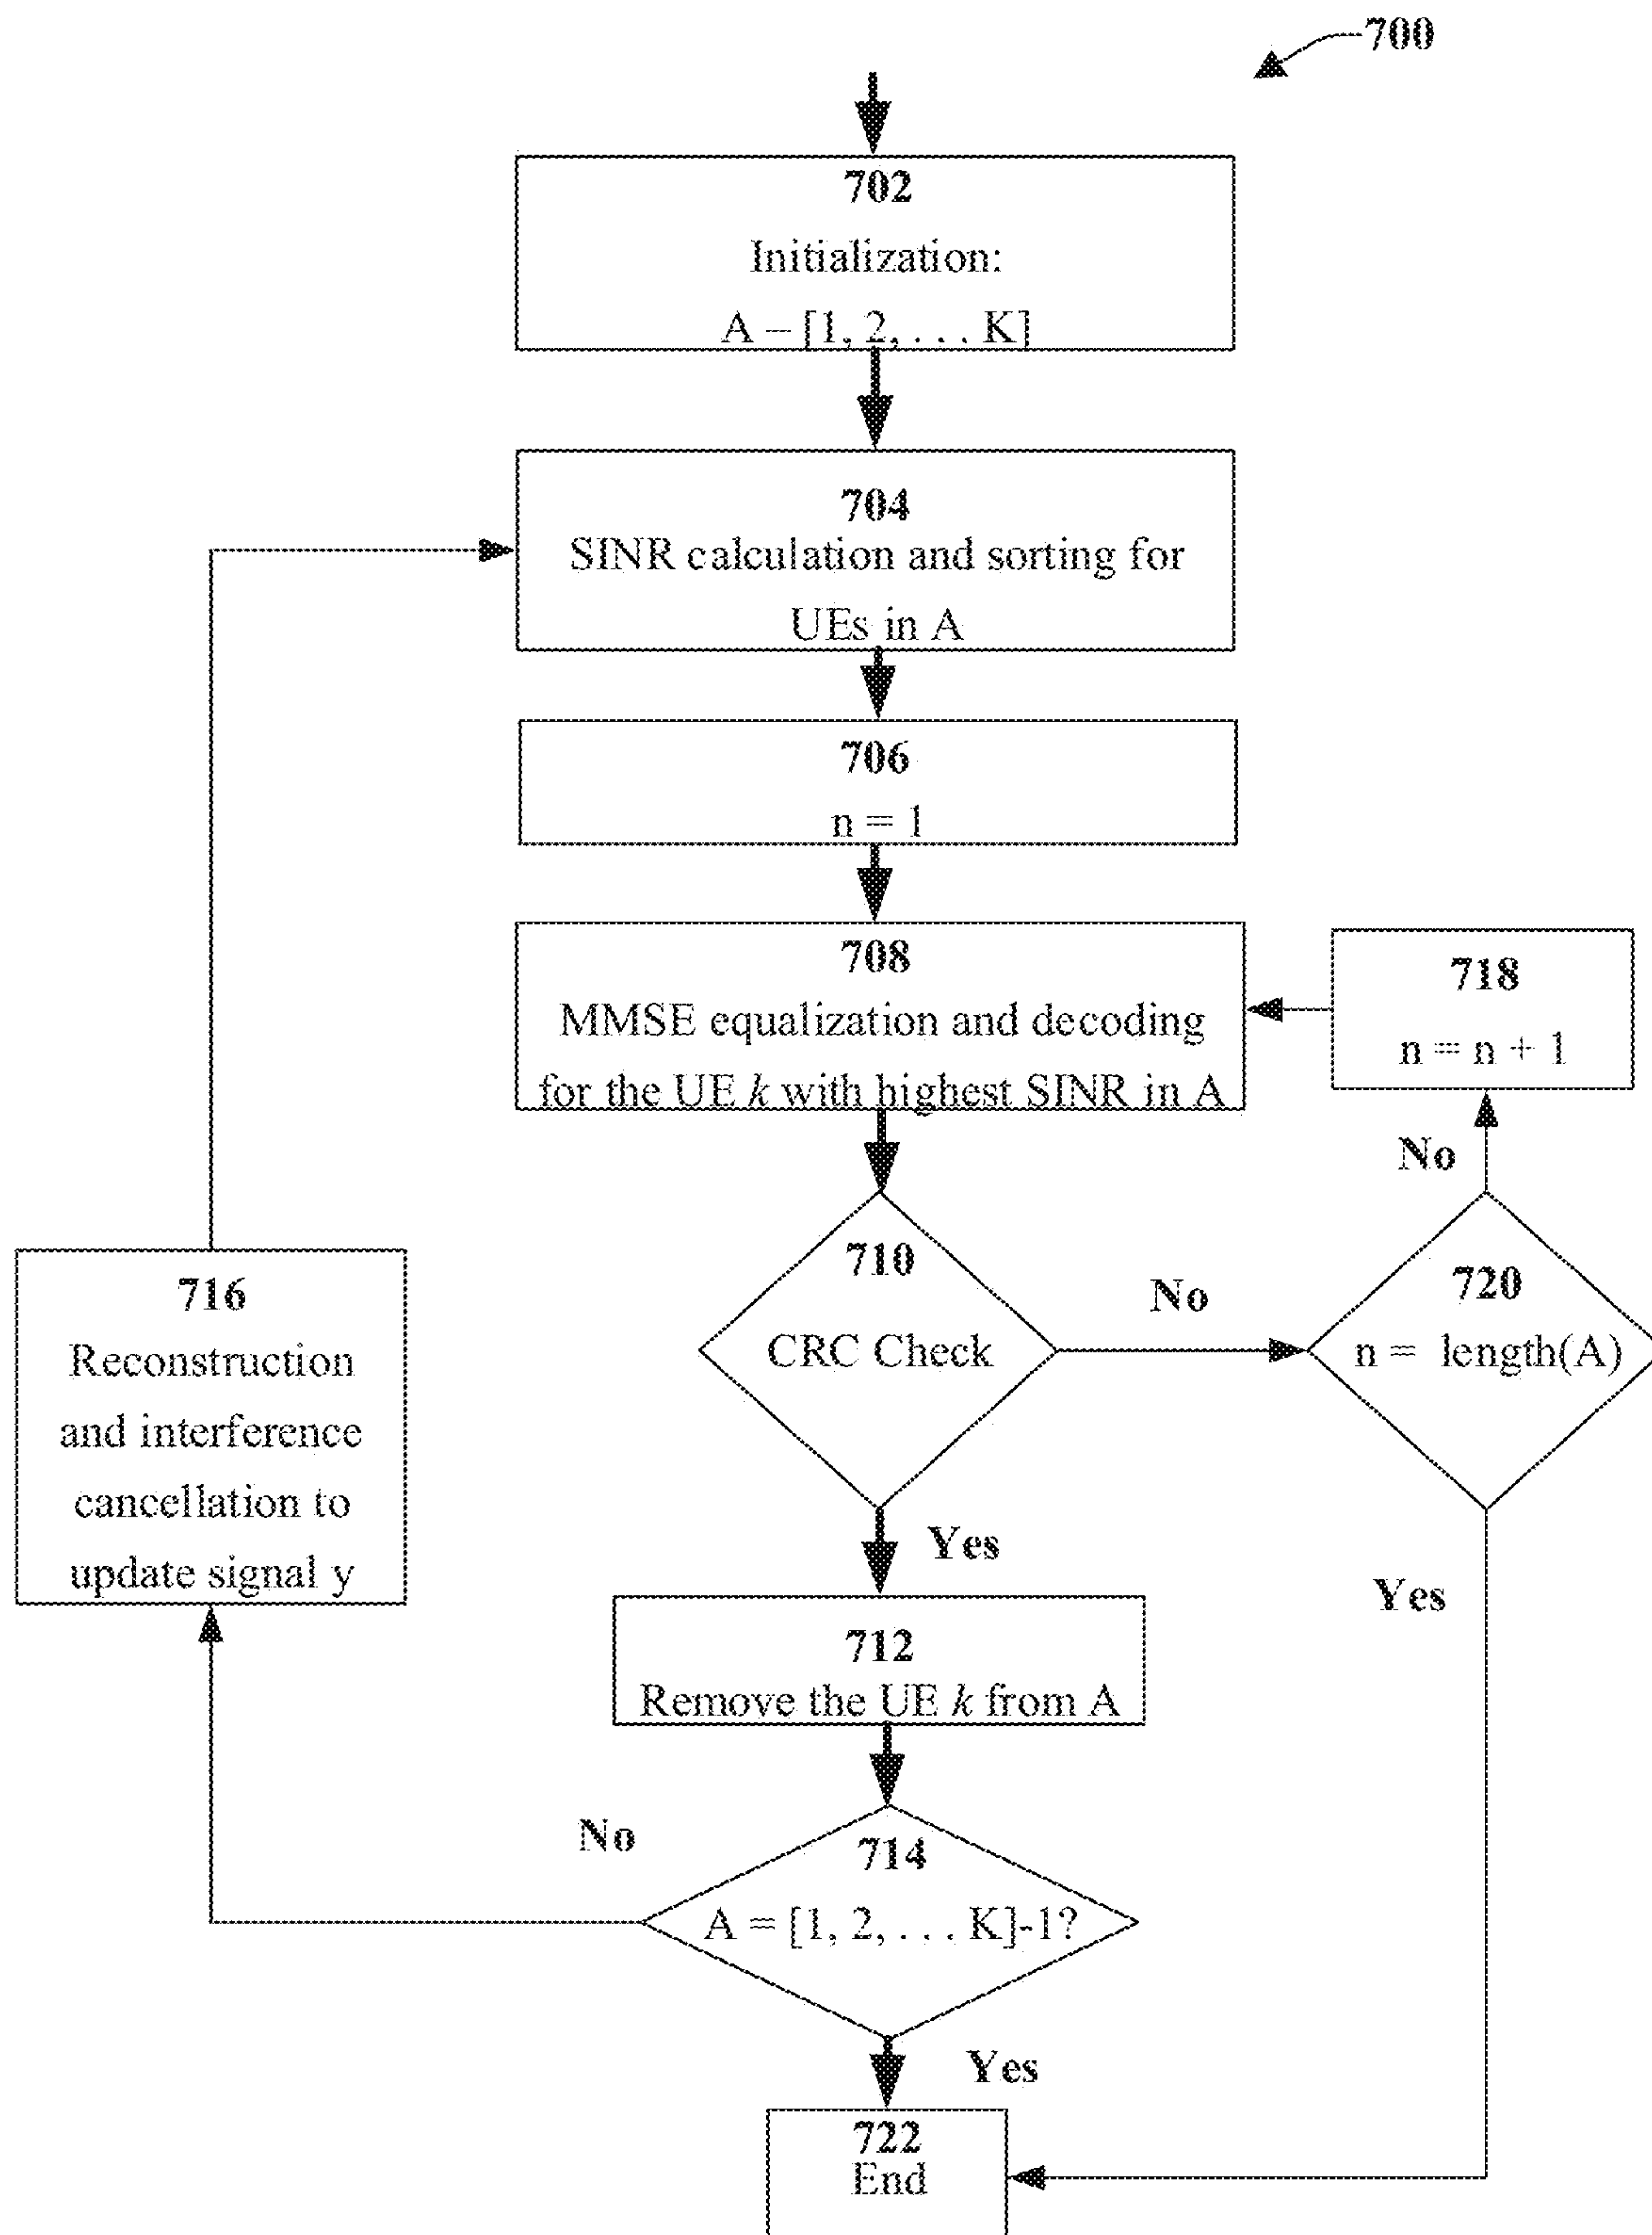 700
702
Initialization:
A – [1, 2, . . . K]
704
SINR calculation and sorting for
UEs in A
706
n = 1
708
MMSE equalization and decoding
for the UE k with highest SINR in A
718
n = n + 1
No
710
CRC Check
No
720
n = length(A)
716
Reconstruction
and interference
cancellation to
update signal y
Yes
Yes
712
Remove the UE k from A
No
714
A = [1, 2, . . . K]-1?
Yes
722
End